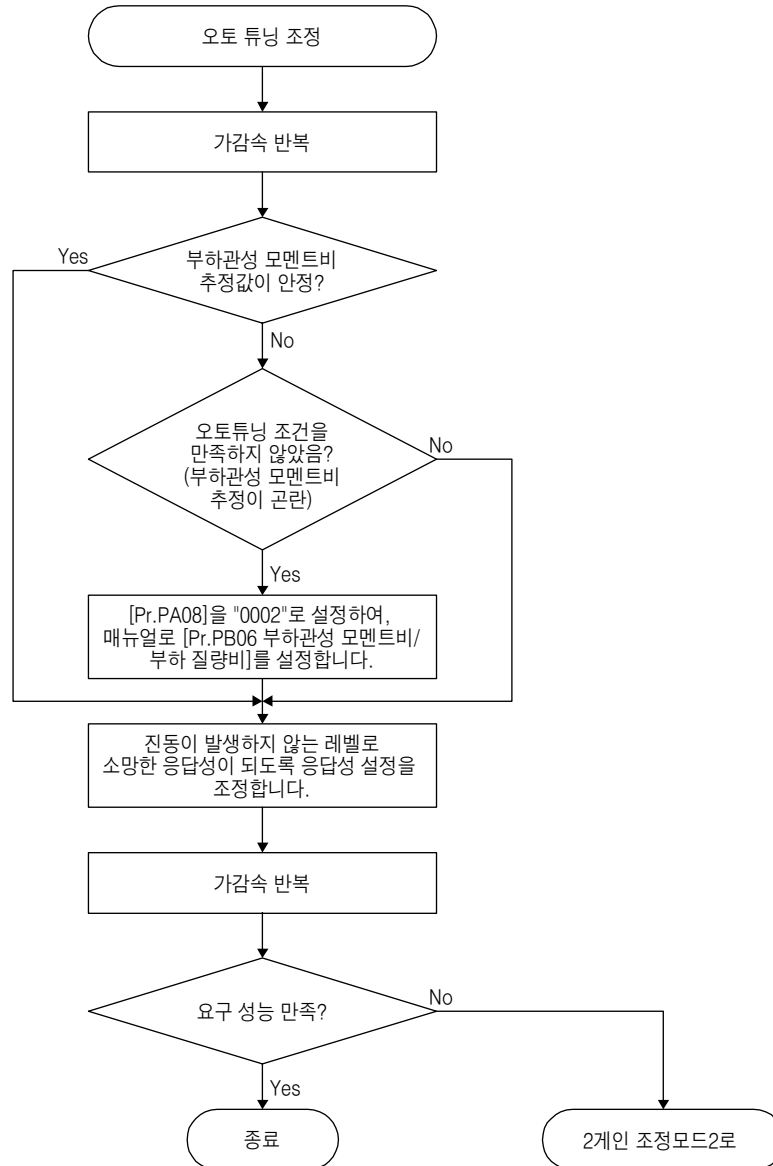 오토 튜닝 조정
가감속 반복
Yes
부하관성 모멘트비
추정값이 안정?
No
오토튜닝 조건을
만족하지 않았음?
(부하관성 모멘트비
추정이 곤란)
No
Yes
[Pr.PA08]을 "0002"로 설정하여,
매뉴얼로 [Pr.PB06 부하관성 모멘트비/
부하 질량비]를 설정합니다.
진동이 발생하지 않는 레벨로
소망한 응답성이 되도록 응답성 설정을
조정합니다.
가감속 반복
요구 성능 만족?
No
Yes
종료
2게인 조정모드2로